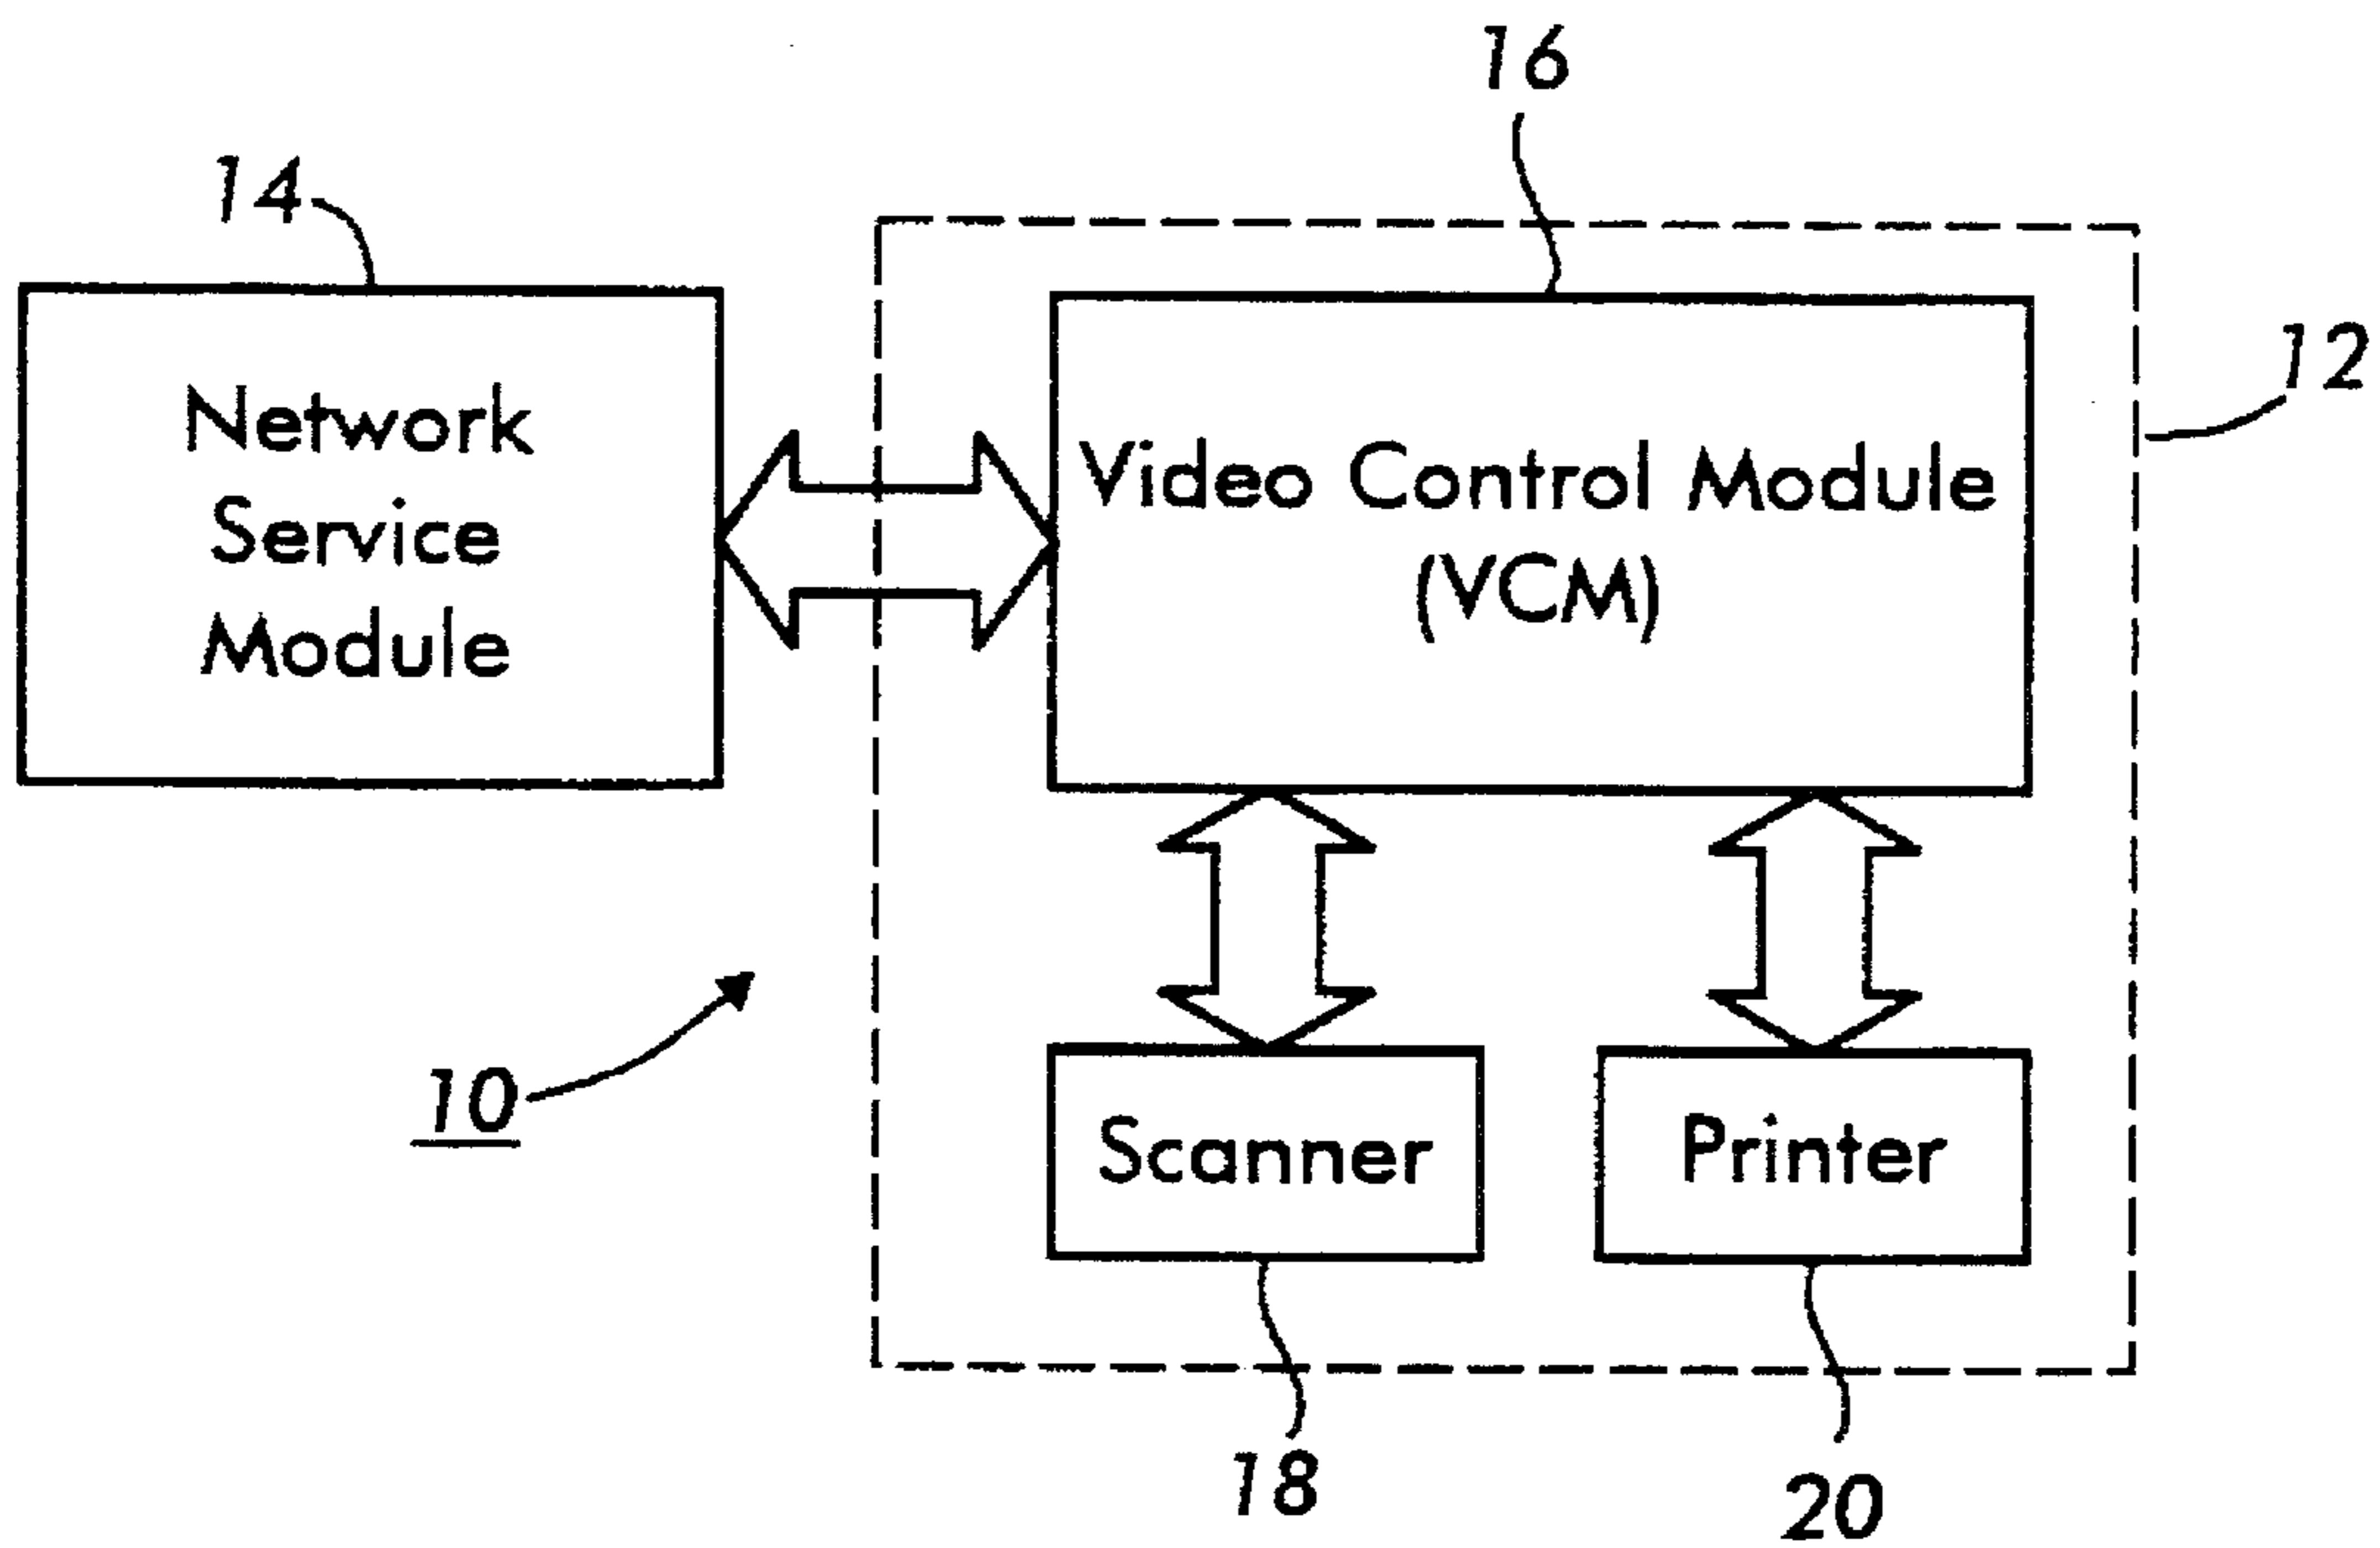 16
14
12
Network
Service
Module
Video Control Module
(VCM)
10
Scanner
Printer
18
20